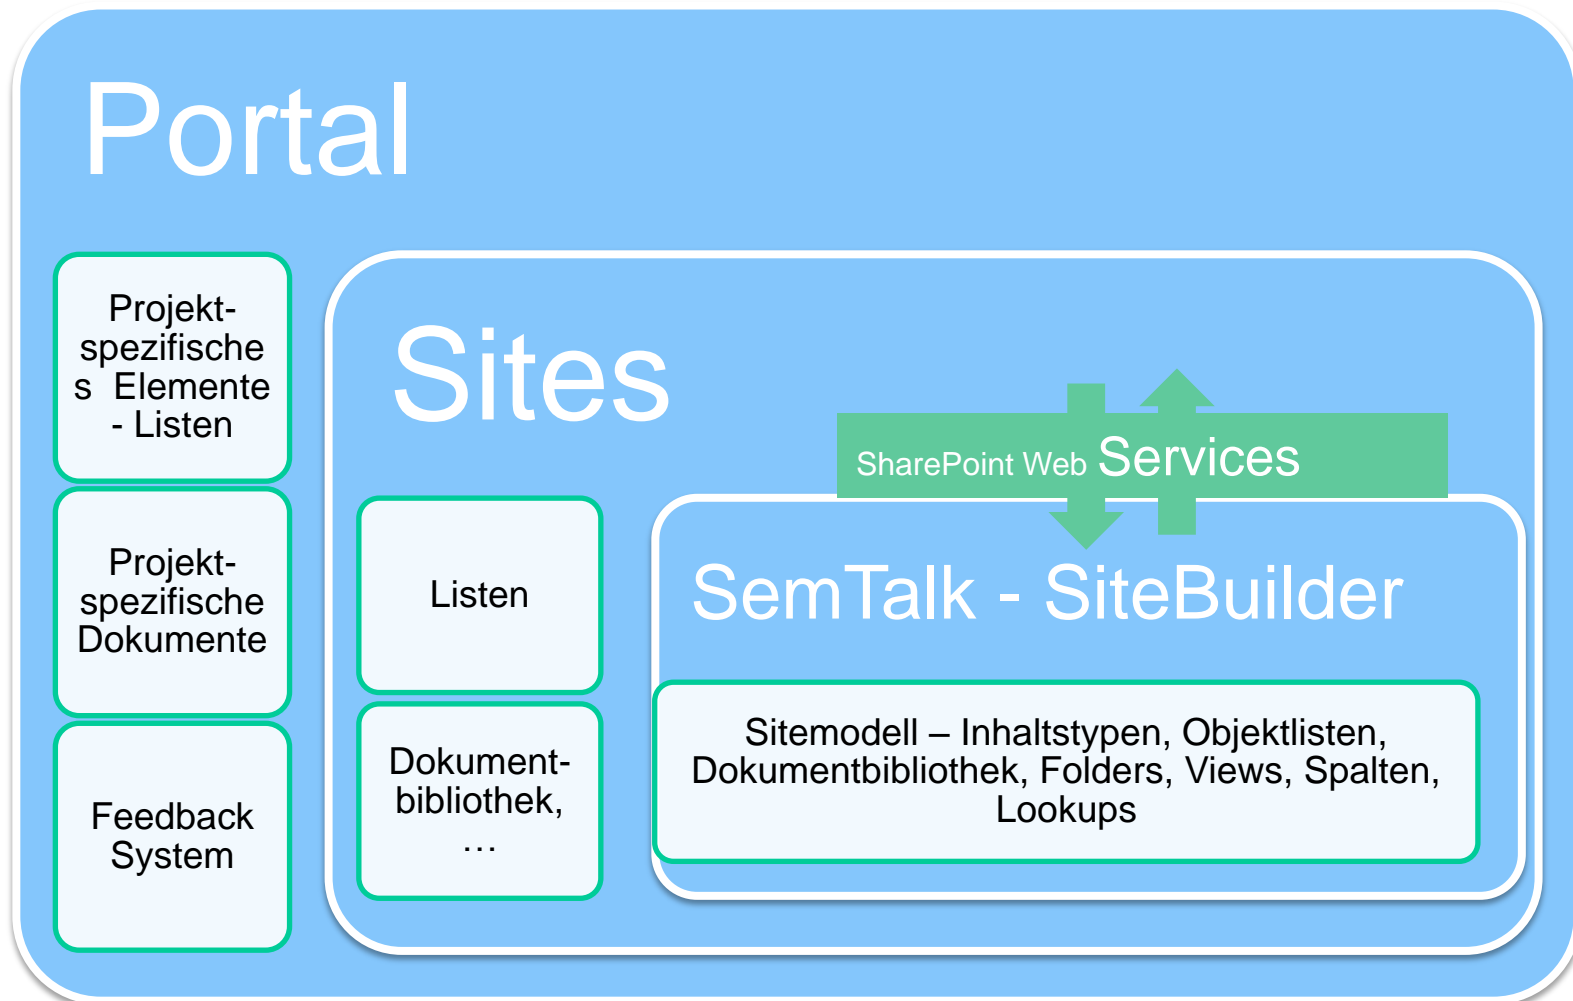 Portal
Projekt-
spezifische
s  Elemente
- Listen
Projekt-
spezifische
Dokumente
Feedback
System
Sites
Listen
Dokument-
bibliothek,
…
SharePoint Web Services
SemTalk - SiteBuilder
Sitemodell – Inhaltstypen, Objektlisten,
Dokumentbibliothek, Folders, Views, Spalten,
Lookups